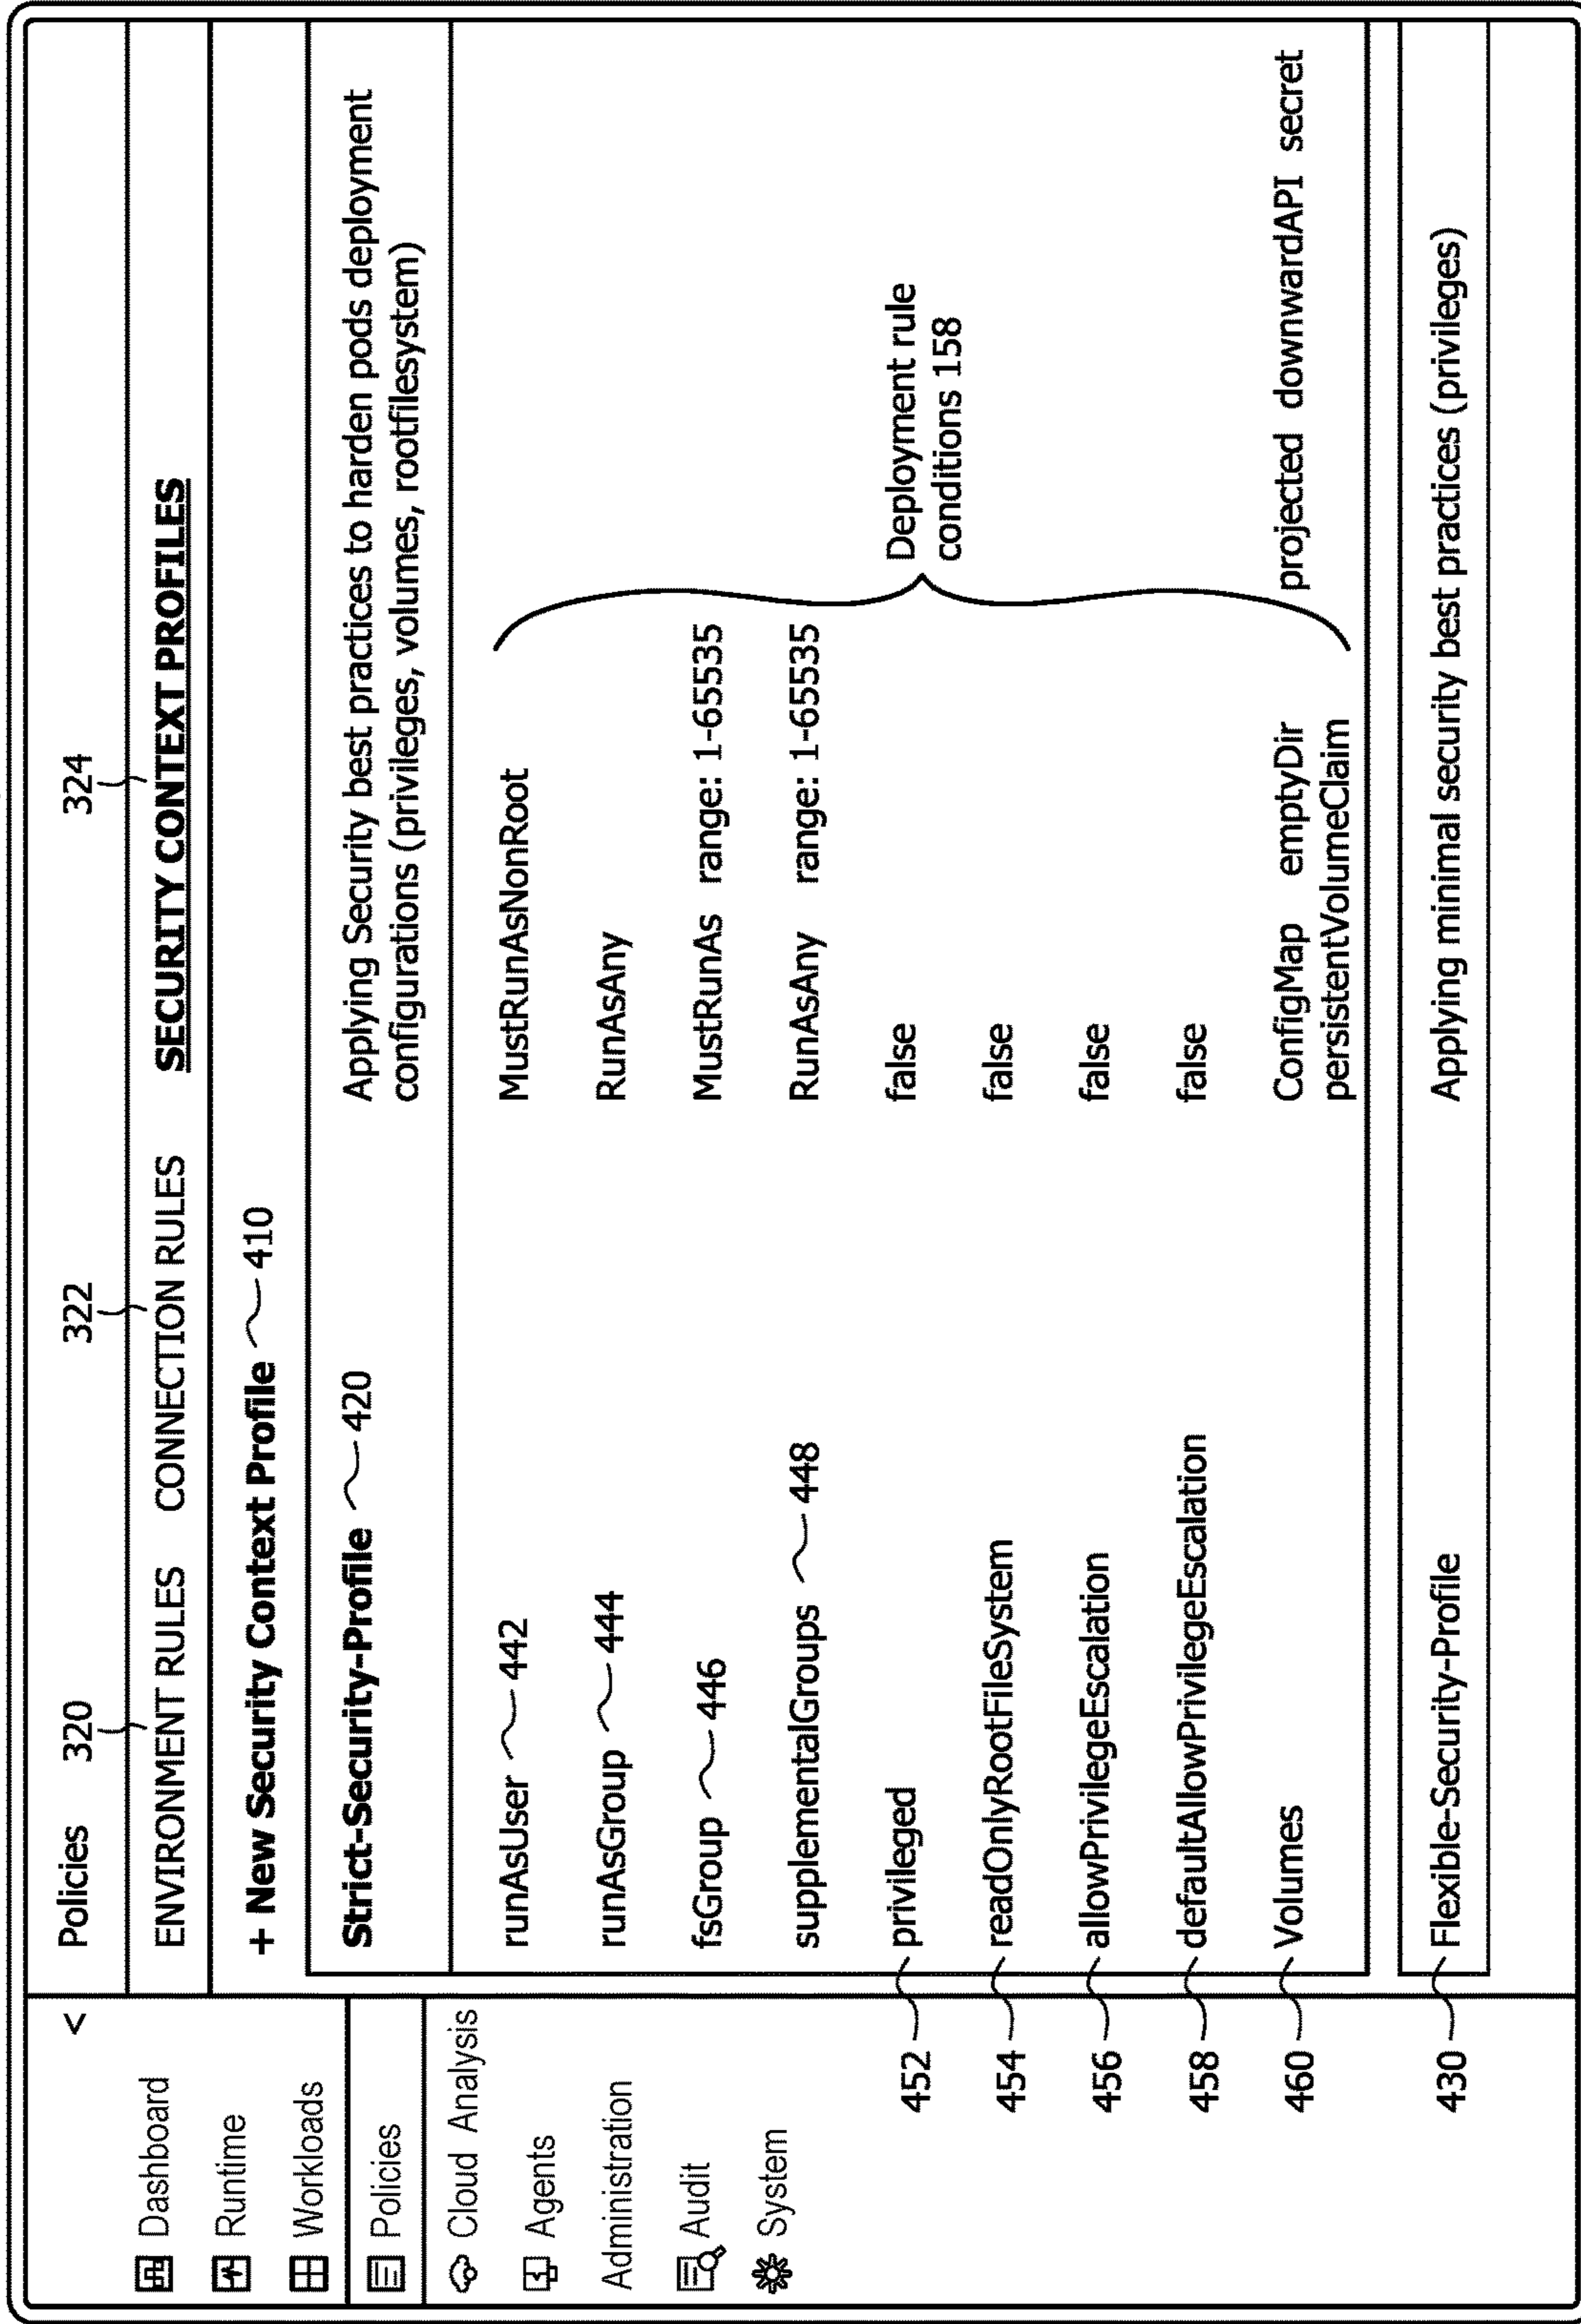 <
Dashboard
Runtime
Workloads
Policies
Cloud Analysis
Agents
Administration
Audit
System
Policies
320
322
324
ENVIRONMENT RULES CONNECTION RULES SECURITY CONTEXT PROFILES
+ New Security Context Profile 410
Strict-Security-Profile 420 Applying Security best practices to harden pods deployment
configurations (privileges, volumes, rootfilesystem)
runAsUser 442 MustRunAsNonRoot
runAsGroup 444 RunAsAny
fsGroup 446 MustRunAs range: 1-65535
supplementalGroups 448 RunAsAny range: 1-65535
452 privileged false
454 readOnlyRootFileSystem false
456 allowPrivilegeEscalation false
458 defaultAllowPrivilegeEscalation false
460 Volumes ConfigMap emptyDir projected downwardAPI secret
persistentVolumeClaim
Deployment rule
conditions 158
430 Flexible-Security-Profile Applying minimal security best practices (privileges)